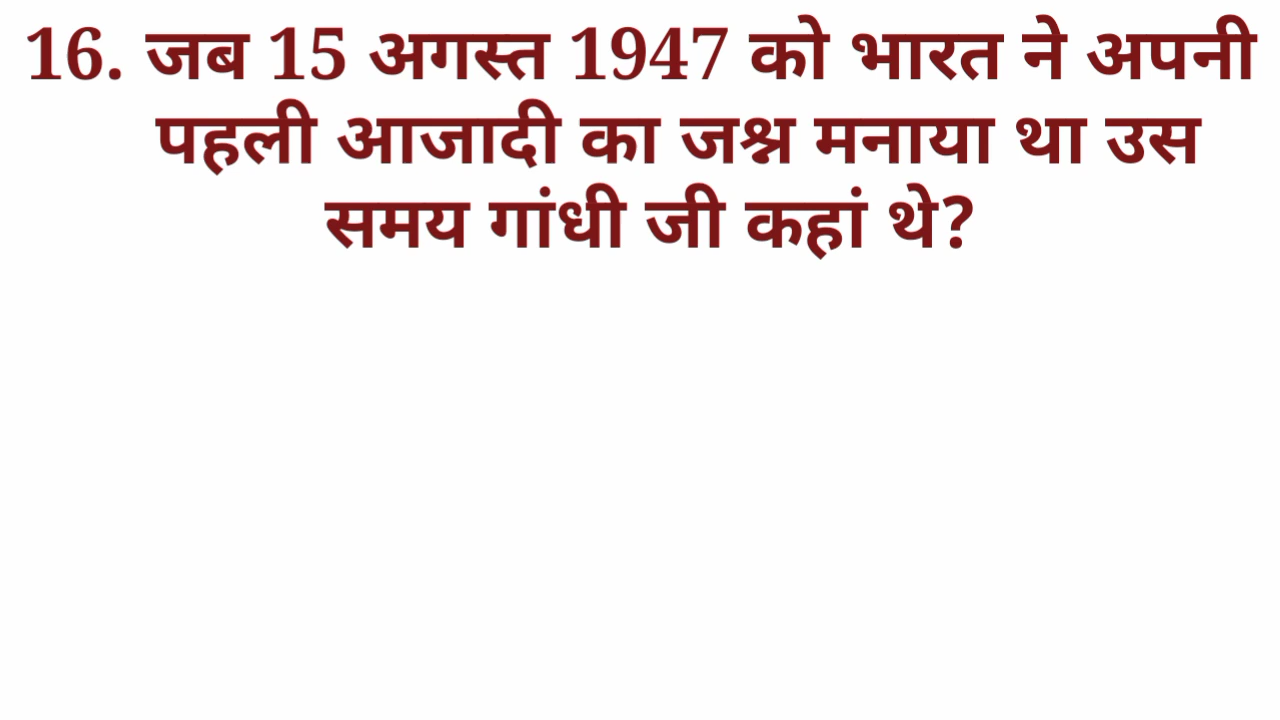 16. जब 15 अगस्त 1947 को भारत ने अपनी
पहली आजादी का जश्न मनाया था उस
समय गांधी जी कहां थे?